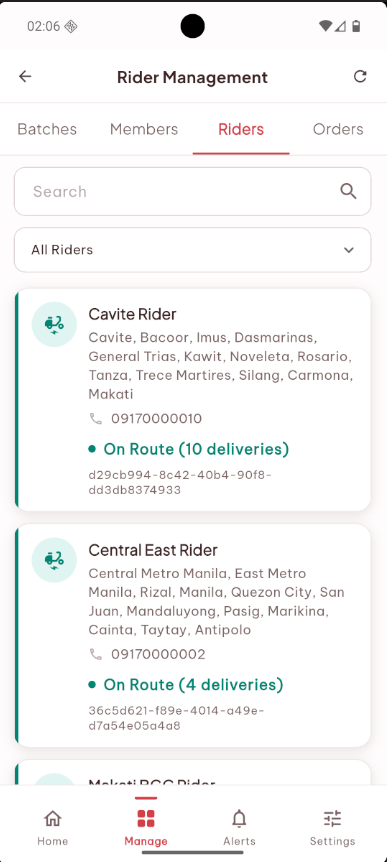 02:06
Rider Management
Batches Members Riders Orders
Search
All Riders
Cavite Rider
Cavite, Bacoor, Imus, Dasmarinas,
General Trias, Kawit, Noveleta, Rosario,
Tanza, Trece Martires, Silang, Carmona,
Makati
09170000010
On Route (10 deliveries)
d29cb994-8c42-40b4-90f8-
dd3db8374933
Central East Rider
Central Metro Manila, East Metro
Manila, Rizal, Manila, Quezon City, San
Juan, Mandaluyong, Pasig, Marikina,
Cainta, Taytay, Antipolo
09170000002
On Route (4 deliveries)
36c5d621-f89e-4014-a49e-
d7a54e05a4a8
Makati BGC Rider
Home Manage Alerts Settings